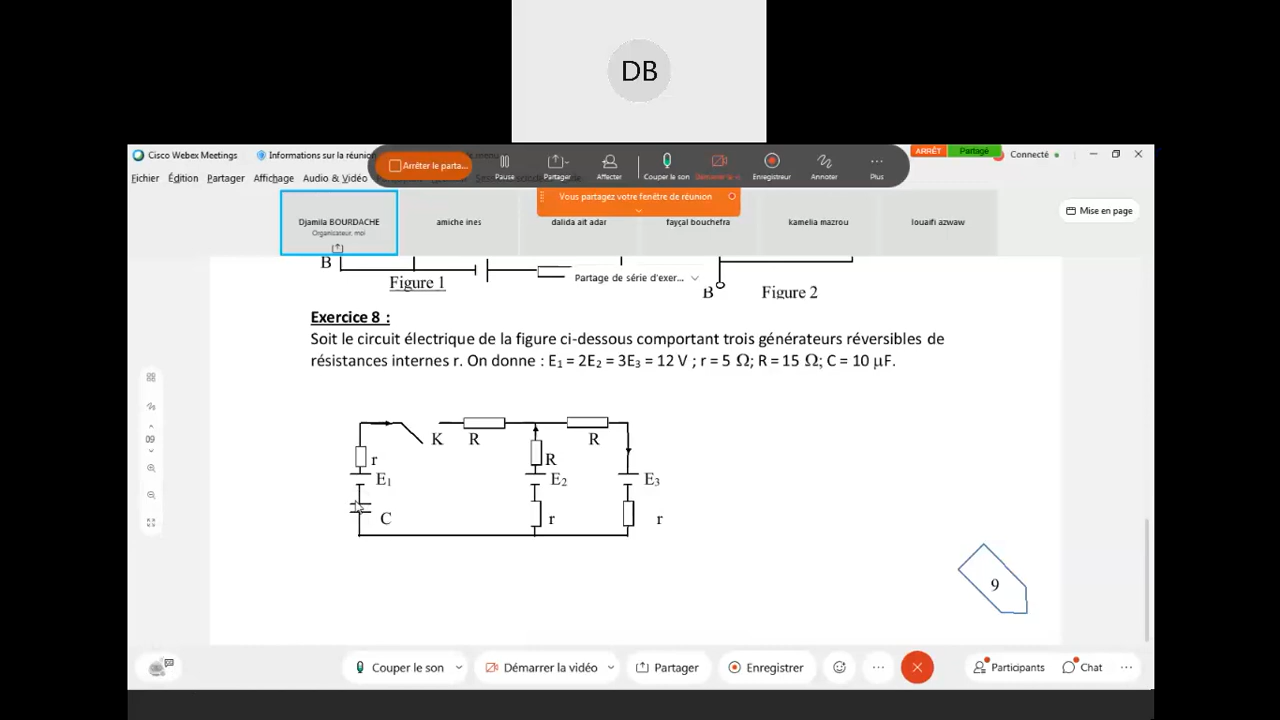 DB
Cisco Webex Meetings
Informations sur la réunion
Arrêter le parta...
Pause
Partager
Affecter
Couper le son
Enregistrer
Annoter
Plus
ARRÊT
Partagé
Connecté
Fichier Édition Partager Affichage Audio & Vidéo
Vous partagez votre fenêtre de réunion
Mise en page
Djamila BOURDACHE
Organisateur, moi
amiche ines
dalida ait adar
fayçal bouchefra
kamelia mazrou
louaifi azwaw
Partage de série d'exer...
B
Figure 1
B
Figure 2
Exercice 8 :
Soit le circuit électrique de la figure ci-dessous comportant trois générateurs réversibles de
résistances internes r. On donne : E₁ = 2E₂ = 3E₃ = 12 V ; r = 5 Ω; R = 15 Ω; C = 10 µF.
K R R
r R
E₁ E₂ E₃
C r r
09
9
Couper le son
Démarrer la vidéo
Partager
Enregistrer
...
Participants
Chat
...